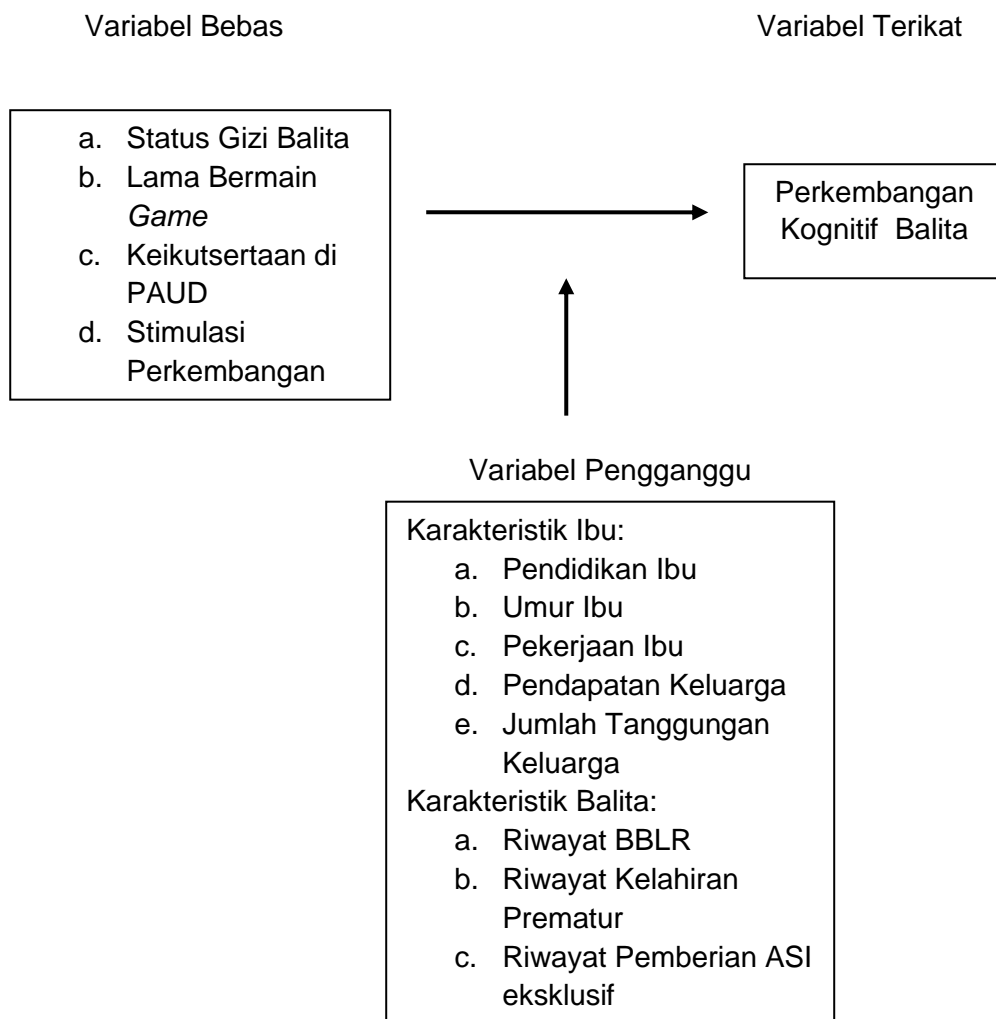 Variabel Bebas
Variabel Terikat
a. Status Gizi Balita
b. Lama Bermain
Game
c. Keikutsertaan di
PAUD
d. Stimulasi
Perkembangan
Perkembangan
Kognitif Balita
Variabel Pengganggu
Karakteristik Ibu:
a. Pendidikan Ibu
b. Umur Ibu
c. Pekerjaan Ibu
d. Pendapatan Keluarga
e. Jumlah Tanggungan
Keluarga
Karakteristik Balita:
a. Riwayat BBLR
b. Riwayat Kelahiran
Prematur
c. Riwayat Pemberian ASI
eksklusif